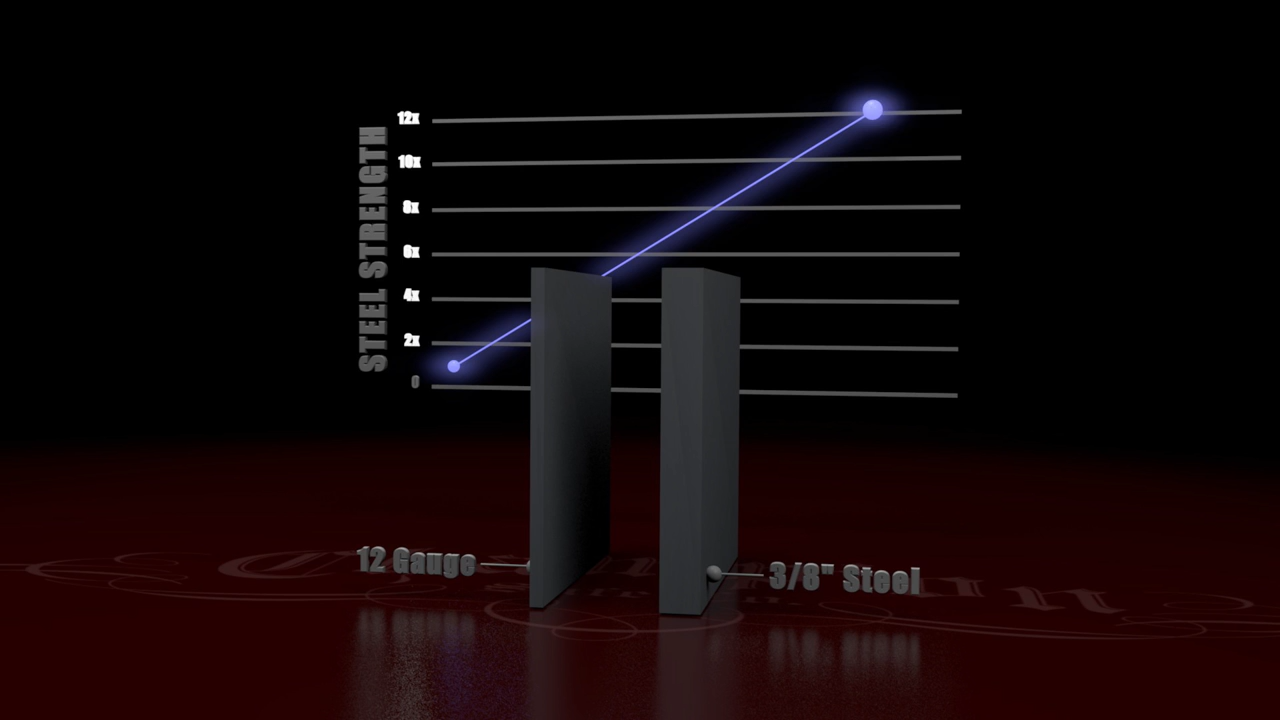 STEEL STRENGTH
12x
10x
8x
6x
4x
2x
0
12 Gauge
3/8" Steel